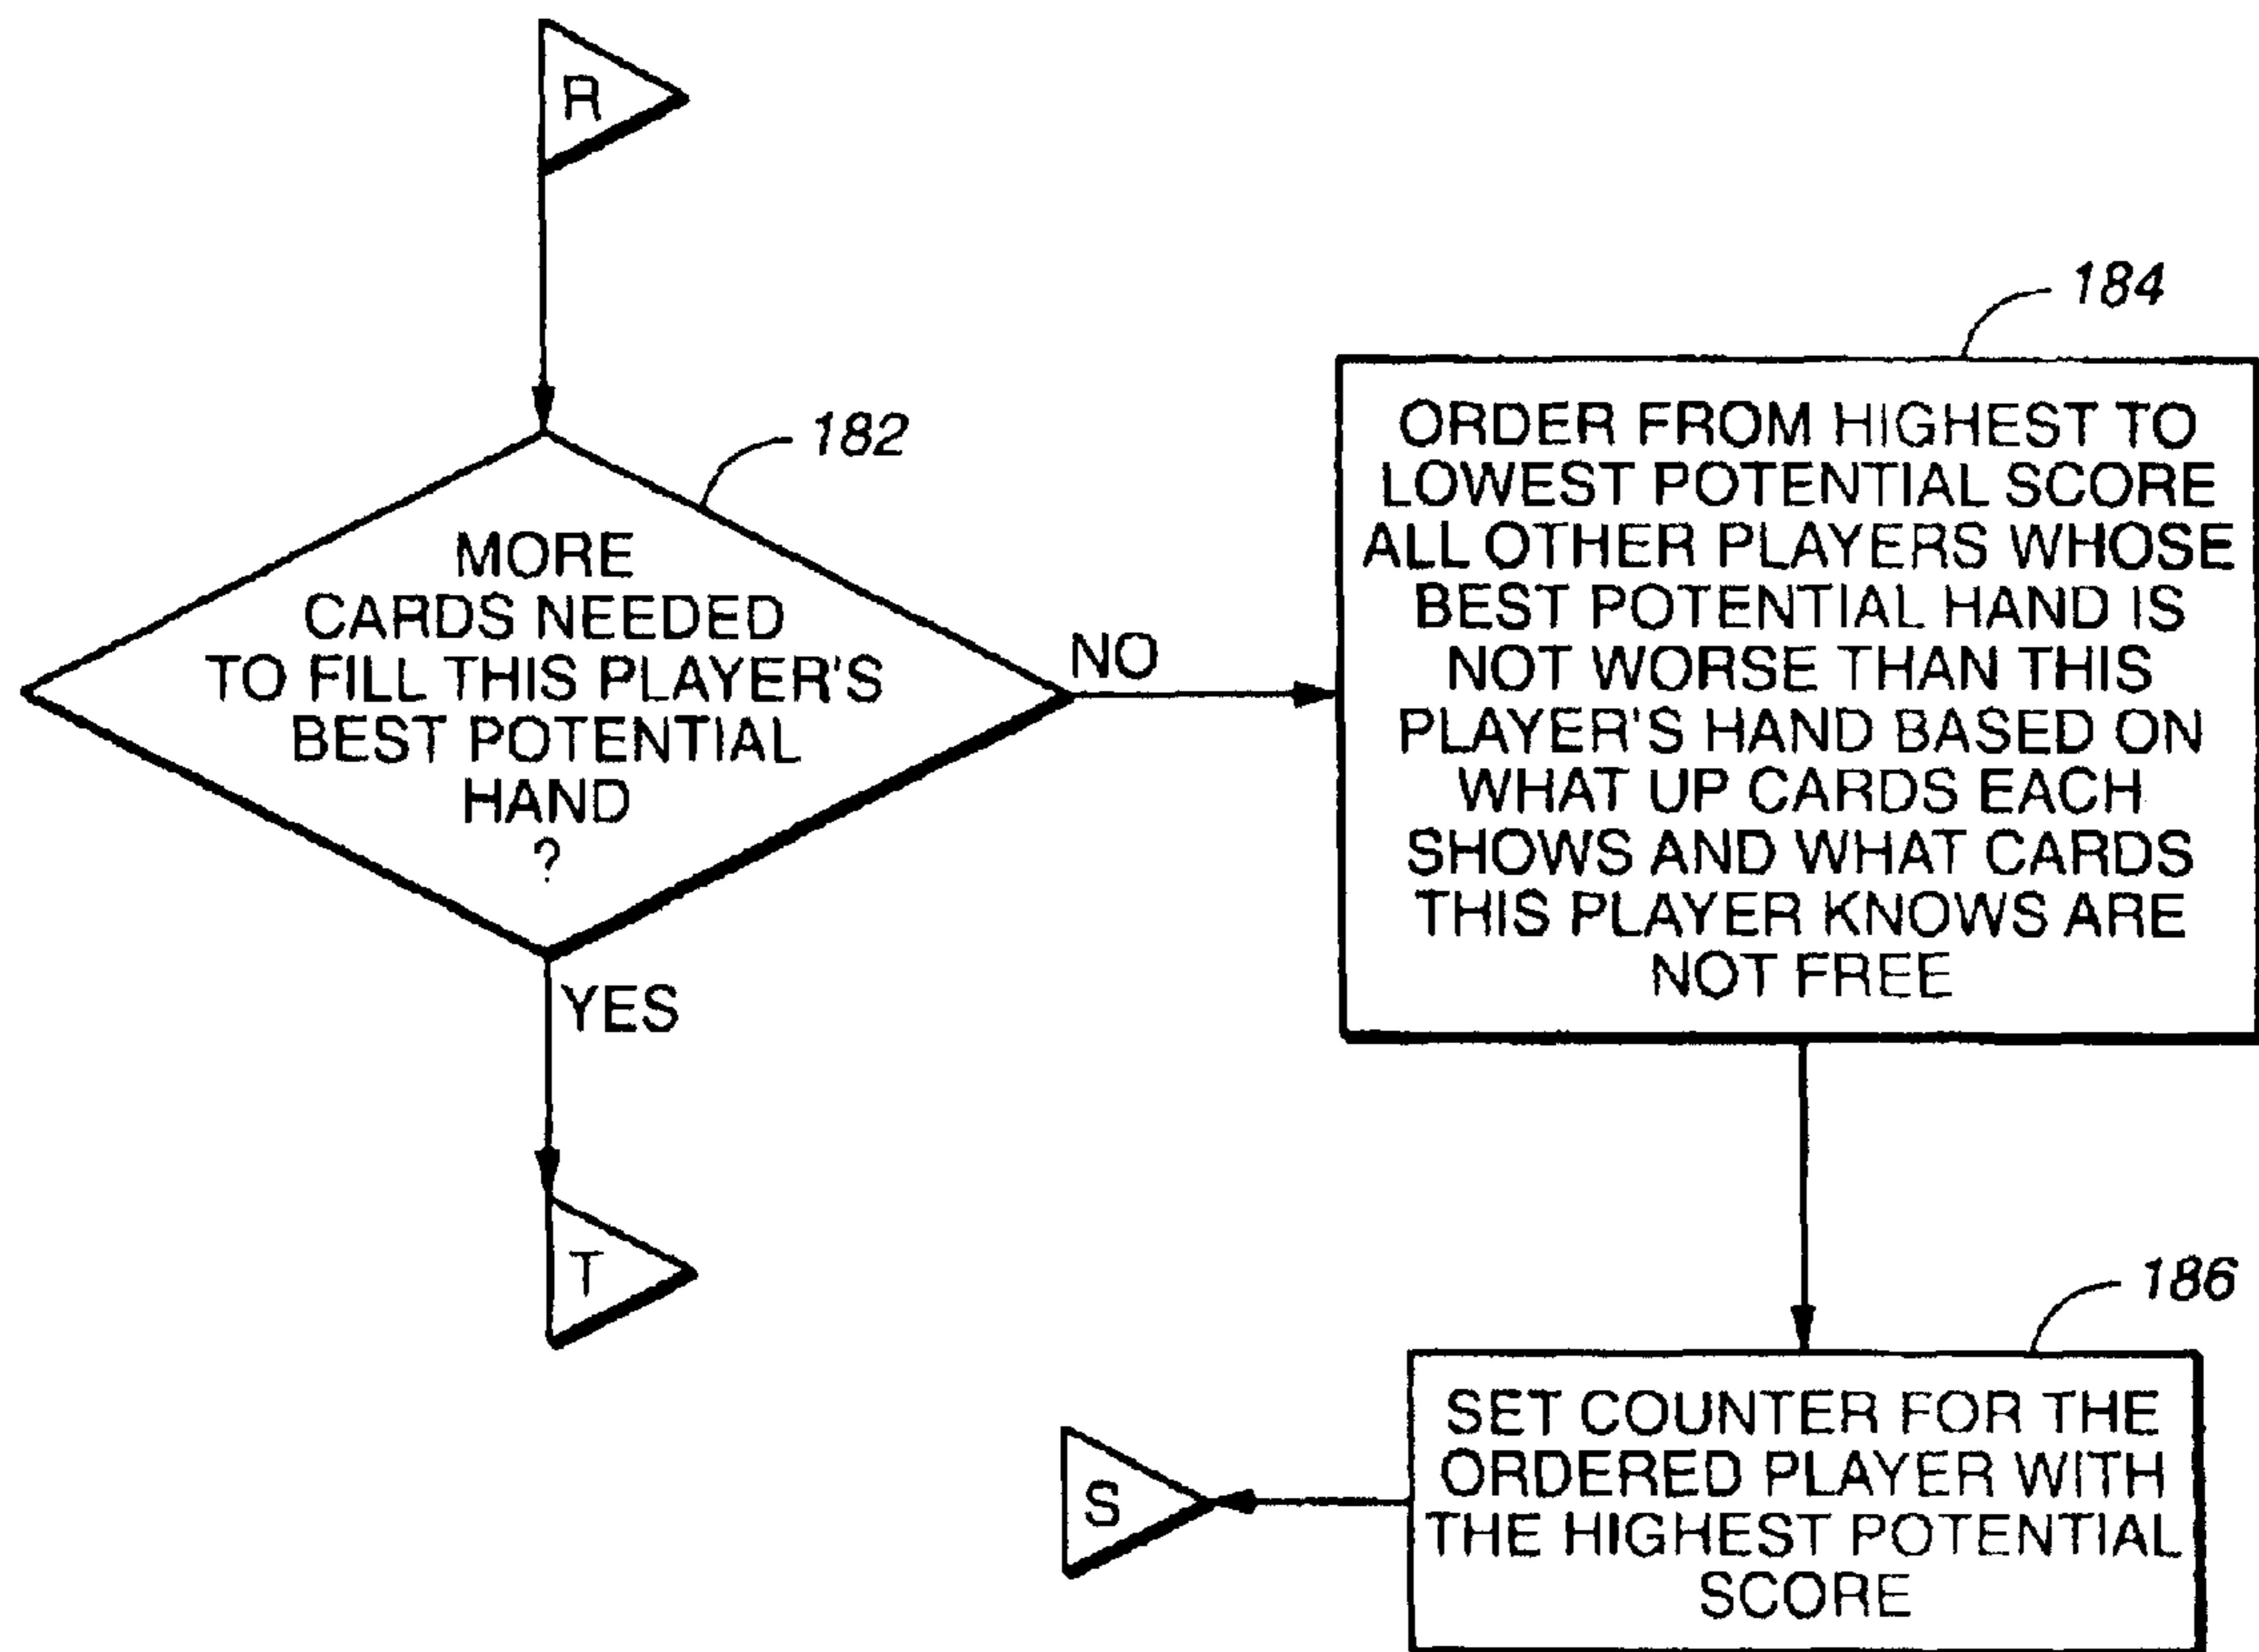 R
182
MORE
CARDS NEEDED
TO FILL THIS PLAYER'S
BEST POTENTIAL
HAND
?
NO
YES
T
184
ORDER FROM HIGHEST TO
LOWEST POTENTIAL SCORE
ALL OTHER PLAYERS WHOSE
BEST POTENTIAL HAND IS
NOT WORSE THAN THIS
PLAYER'S HAND BASED ON
WHAT UP CARDS EACH
SHOWS AND WHAT CARDS
THIS PLAYER KNOWS ARE
NOT FREE
186
SET COUNTER FOR THE
ORDERED PLAYER WITH
THE HIGHEST POTENTIAL
SCORE
S